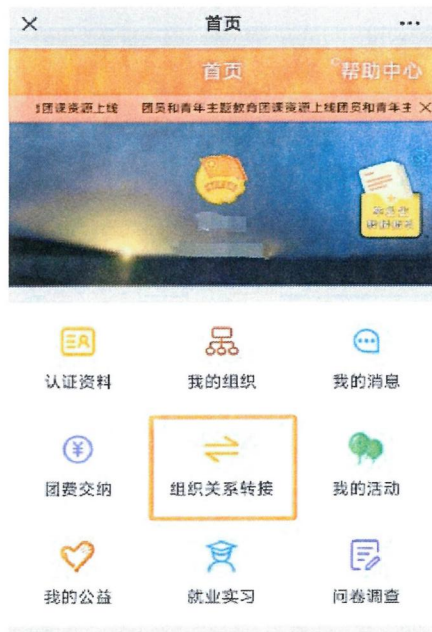 首页
首页
帮助中心
团课资源上线 团员和青年主题教育团课资源上线团员和青年主
认证资料
我的组织
我的消息
团费交纳
组织关系转接
我的活动
我的公益
就业实习
问卷调查